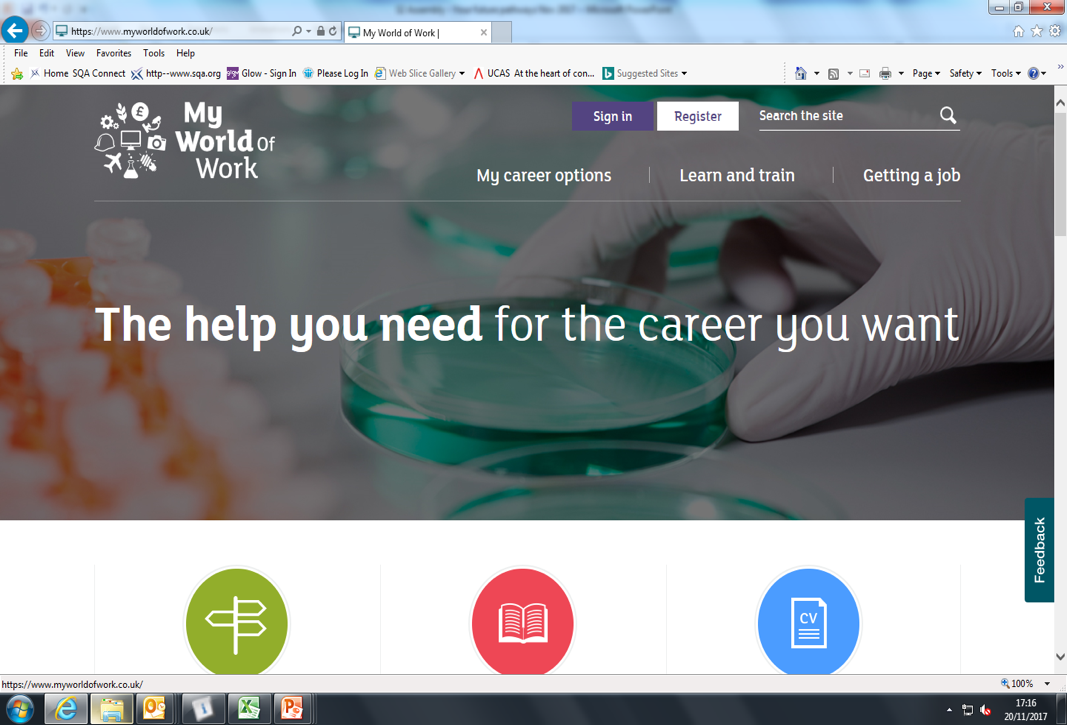 https://www.myworldofwork.co.uk/
My World of Work |
File Edit View Favorites Tools Help
Home SQA Connect http--www.sqa.org Glow - Sign In Please Log In Web Slice Gallery UCAS At the heart of con... Suggested Sites
Page Safety Tools
My
World OF
Work
Sign in
Register
Search the site
My career options
Learn and train
Getting a job
The help you need for the career you want
Feedback
CV
https://www.myworldofwork.co.uk/
100%
17:16
20/11/2017